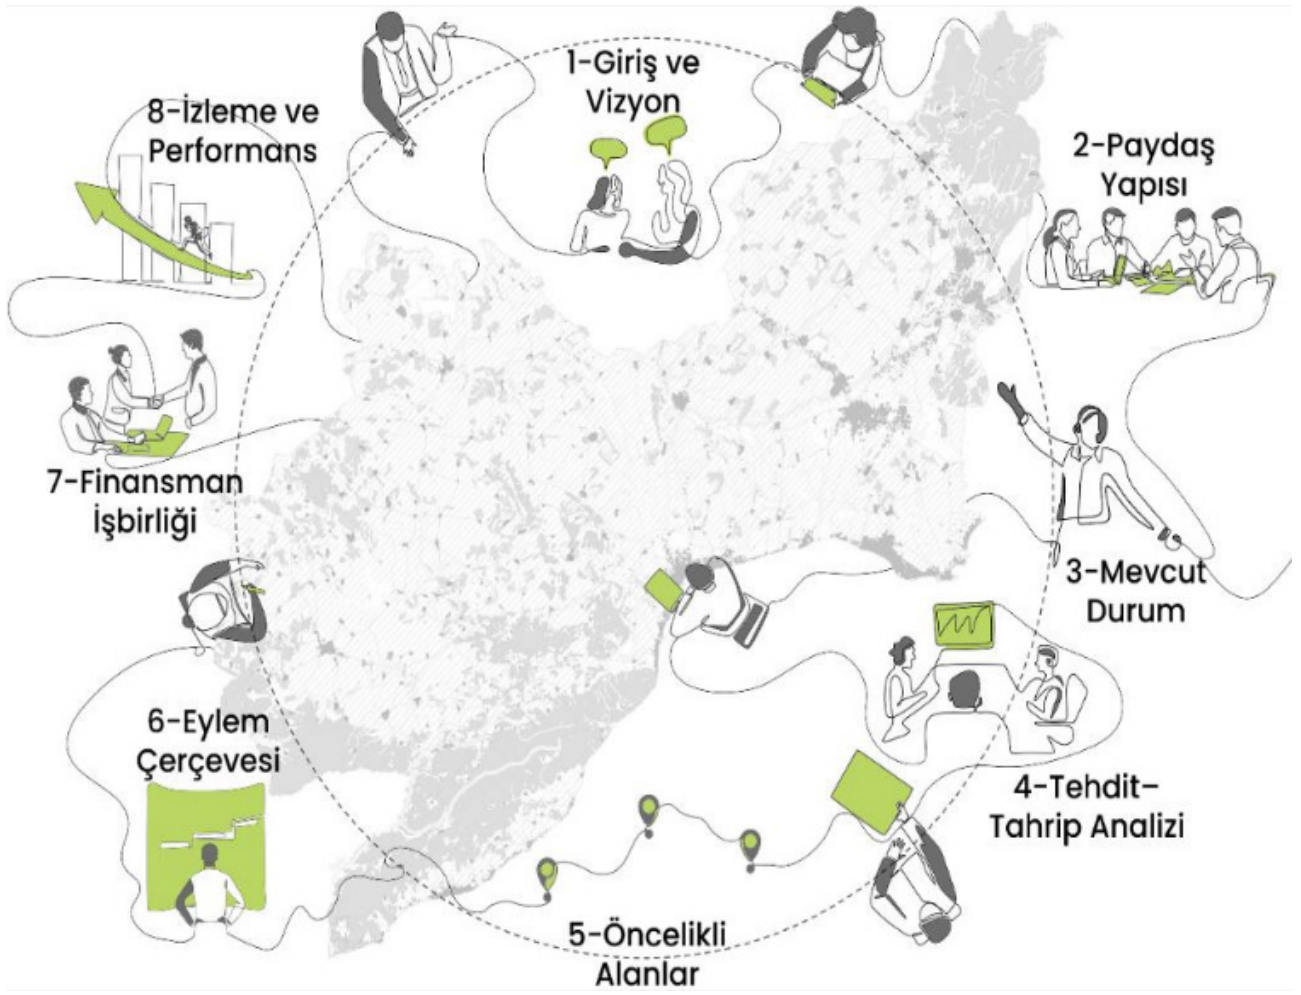 1-Giriş ve
Vizyon
2-Paydaş
Yapısı
3-Mevcut
Durum
4-Tehdit–
Tahrip Analizi
5-Öncelikli
Alanlar
6-Eylem
Çerçevesi
7-Finansman
İşbirliği
8-İzleme ve
Performans